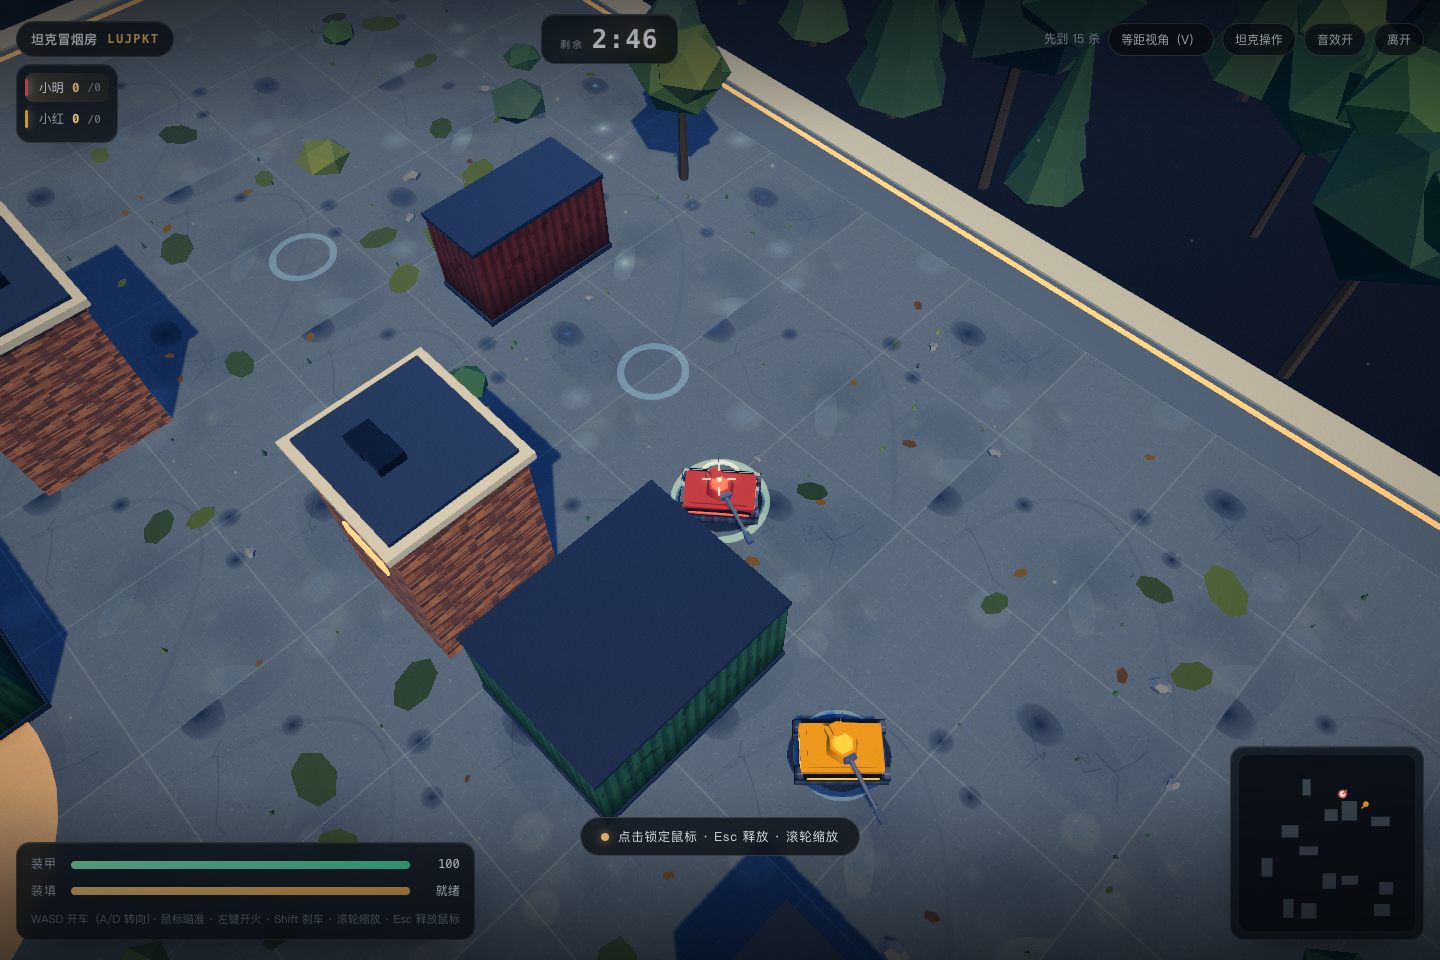 坦克冒烟房 LUJPKT
小明 0 /0
小红 0 /0
剩余 2:46
先到 15 杀
等距视角（V）
坦克操作
音效开
离开
点击锁定鼠标 · Esc 释放 · 滚轮缩放
装甲 100
装填 就绪
WASD 开车（A/D 转向）· 鼠标瞄准 · 左键开火 · Shift 刹车 · 滚轮缩放 · Esc 释放鼠标